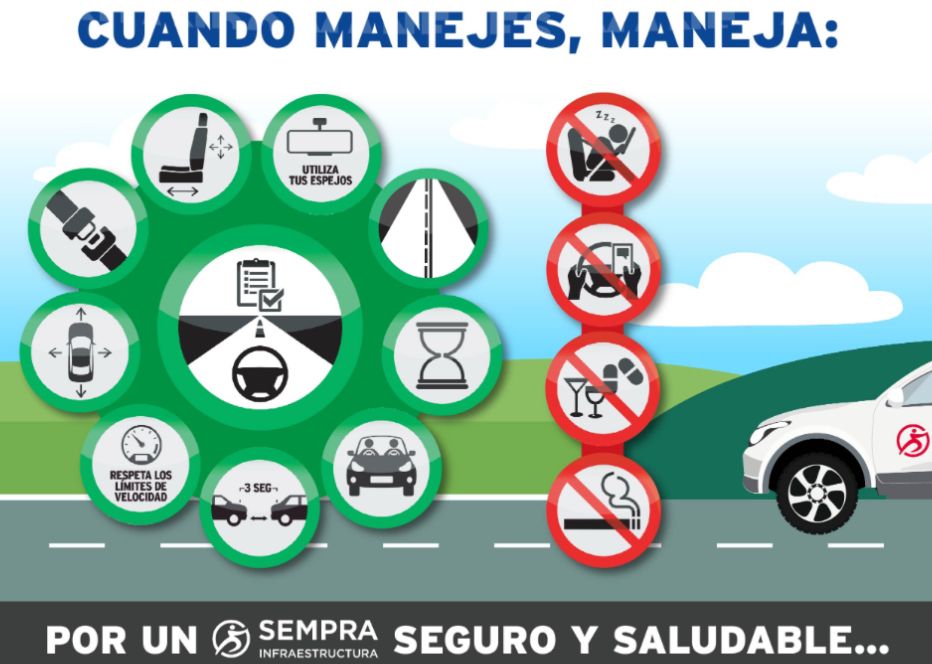 CUANDO MANEJES, MANEJA:
UTILIZA
TUS ESPEJOS
Z Z Z
RESPETA LOS
LÍMITES DE
VELOCIDAD
3 SEG
POR UN SEMPRA INFRAESTRUCTURA SEGURO Y SALUDABLE...